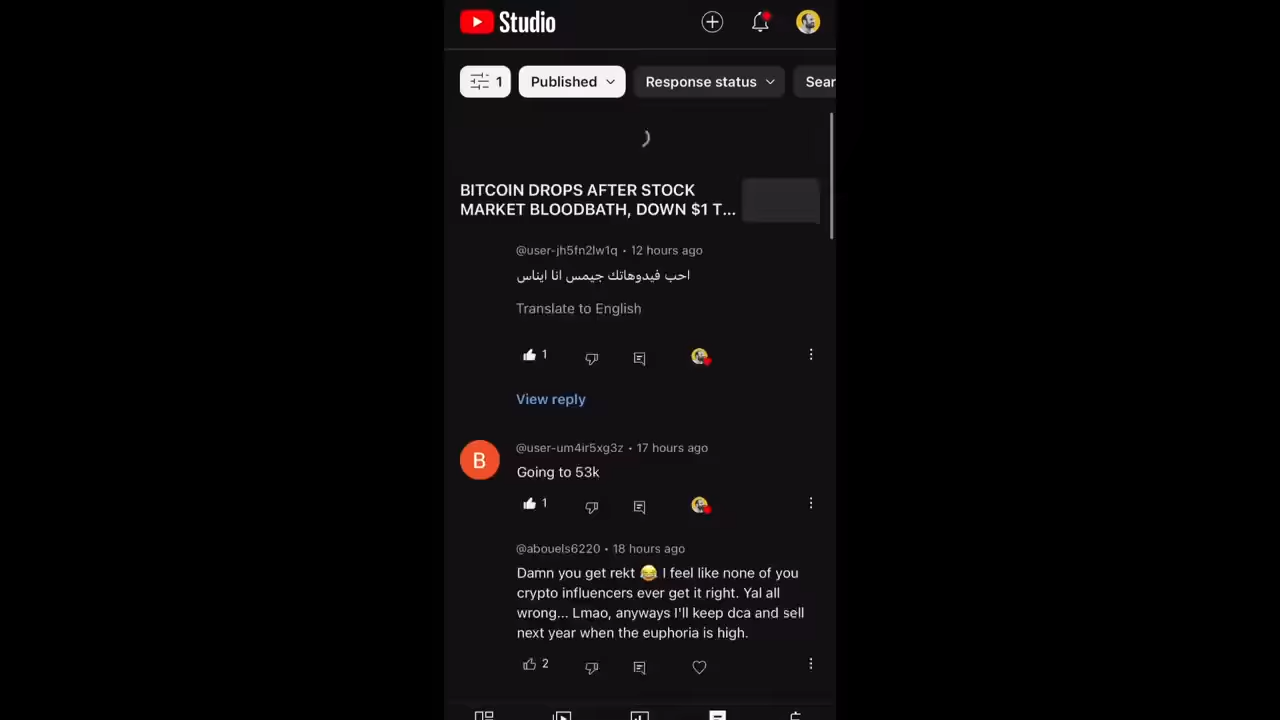 Studio
1
Published
Response status
Sear
BITCOIN DROPS AFTER STOCK
MARKET BLOODBATH, DOWN $1 T...
@user-jh5fn2lw1q • 12 hours ago
احب فيدوهاتك جيمس انا ايناس
Translate to English
1
View reply
B
@user-um4ir5xg3z • 17 hours ago
Going to 53k
1
@abouels6220 • 18 hours ago
Damn you get rekt 😂 I feel like none of you
crypto influencers ever get it right. Yal all
wrong... Lmao, anyways I'll keep dca and sell
next year when the euphoria is high.
2